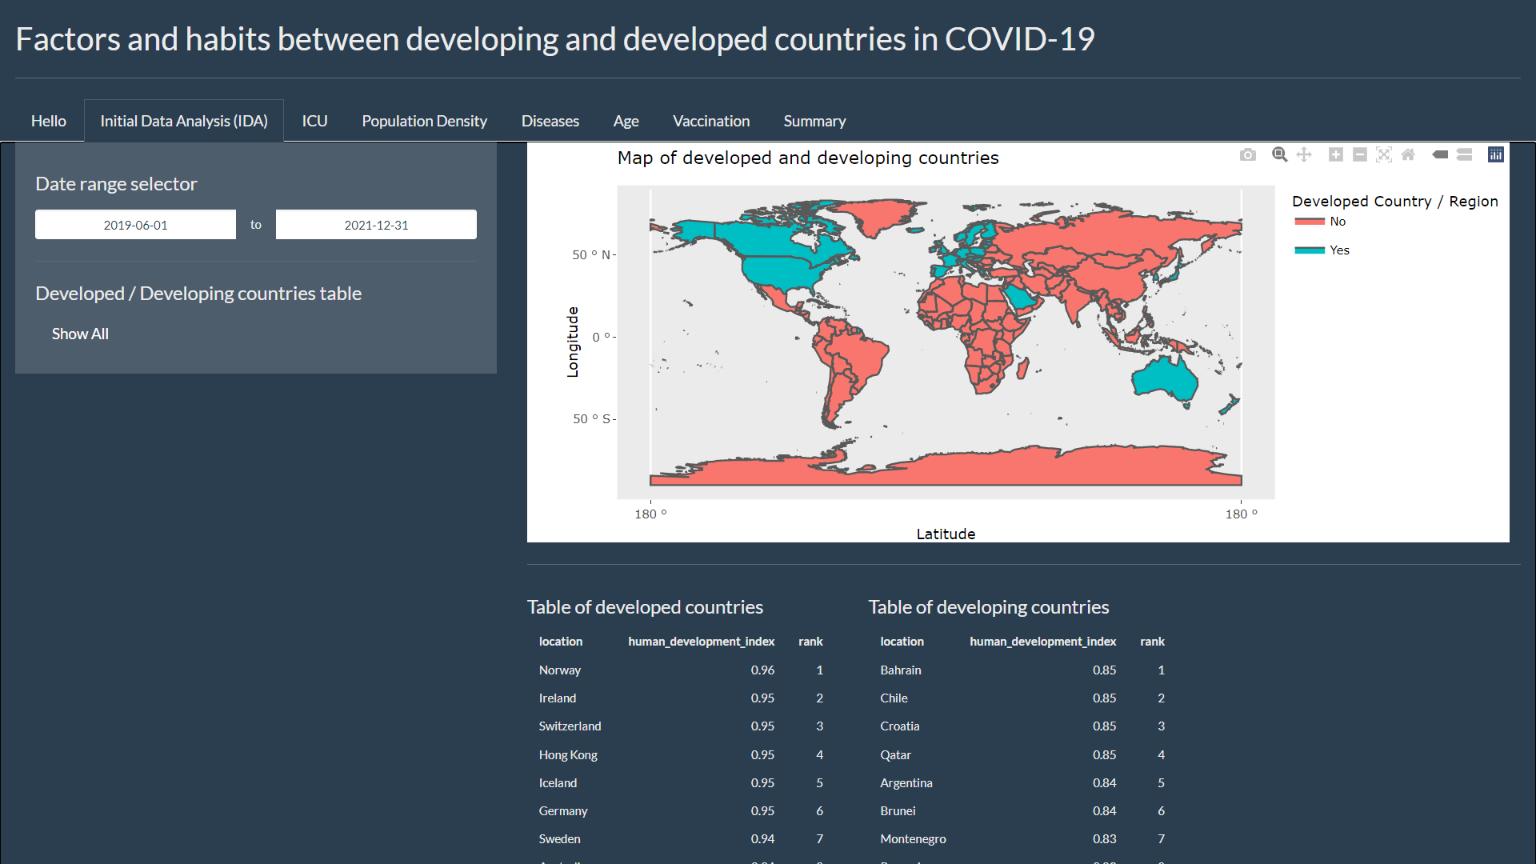 Factors and habits between developing and developed countries in COVID-19
Hello Initial Data Analysis (IDA) ICU Population Density Diseases Age Vaccination Summary
Date range selector
2019-06-01 to 2021-12-31
Developed / Developing countries table
Show All
Map of developed and developing countries
Developed Country / Region
No
Yes
50 ° N
0 °
50 ° S
Longitude
180 ° 180 °
Latitude
Table of developed countries
location human_development_index rank
Norway 0.96 1
Ireland 0.95 2
Switzerland 0.95 3
Hong Kong 0.95 4
Iceland 0.95 5
Germany 0.95 6
Sweden 0.94 7
Table of developing countries
location human_development_index rank
Bahrain 0.85 1
Chile 0.85 2
Croatia 0.85 3
Qatar 0.85 4
Argentina 0.84 5
Brunei 0.84 6
Montenegro 0.83 7